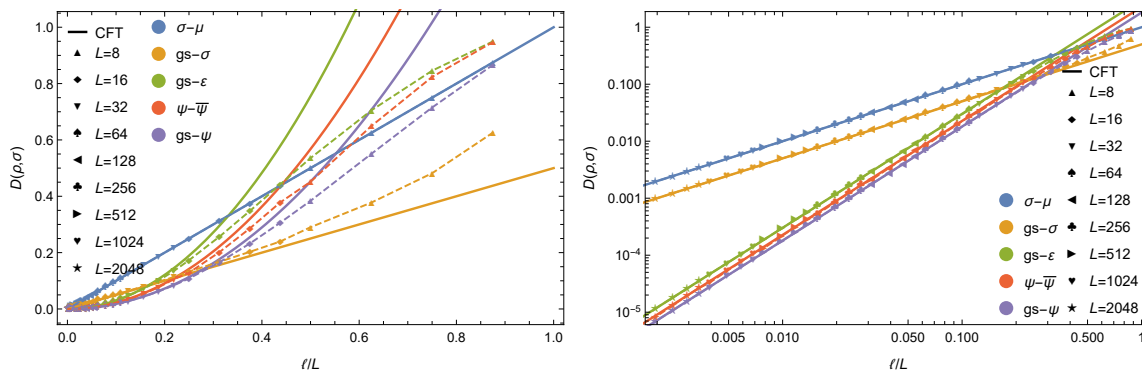 CFT
L=8
L=16
L=32
L=64
L=128
L=256
L=512
L=1024
L=2048
σ-μ
gs-σ
gs-ε
ψ-ψ̅
gs-ψ
D(ρ,σ)
1.0
0.8
0.6
0.4
0.2
0.0
0.0 0.2 0.4 0.6 0.8 1.0
ℓ/L
D(ρ,σ)
0.100
0.010
0.001
10⁻⁴
10⁻⁵
0.005 0.010 0.050 0.100 0.500 1
ℓ/L
CFT
L=8
L=16
L=32
L=64
L=128
L=256
L=512
L=1024
L=2048
σ-μ
gs-σ
gs-ε
ψ-ψ̅
gs-ψ